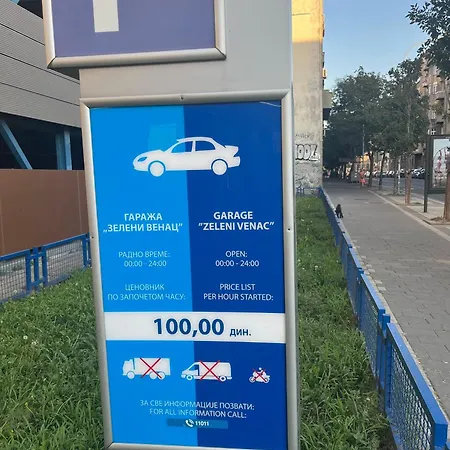 ГАРАЖА
„ЗЕЛЕНИ ВЕНАЦ"
РАДНО ВРЕМЕ:
00:00 - 24:00
ЦЕНОВНИК
ПО ЗАПОЧЕТОМ ЧАСУ:
GARAGE
"ZELENI VENAC"
OPEN:
00:00 - 24:00
PRICE LIST
PER HOUR STARTED:
100,00 дин.
ЗА СВЕ ИНФОРМАЦИЈЕ ПОЗВАТИ:
FOR ALL INFORMATION CALL:
11011